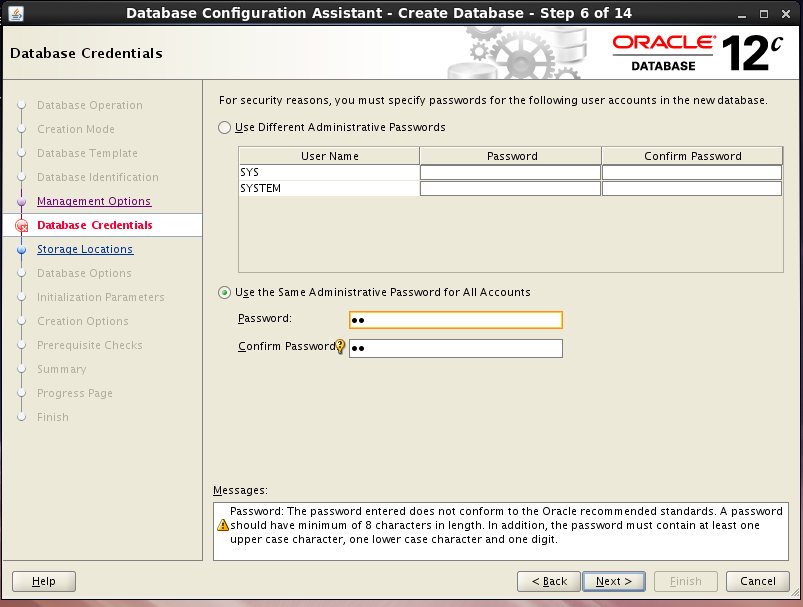 Database Configuration Assistant - Create Database - Step 6 of 14
Database Credentials
ORACLE
DATABASE
12c
Database Operation
Creation Mode
Database Template
Database Identification
Management Options
Database Credentials
Storage Locations
Database Options
Initialization Parameters
Creation Options
Prerequisite Checks
Summary
Progress Page
Finish
For security reasons, you must specify passwords for the following user accounts in the new database.
Use Different Administrative Passwords
User Name Password Confirm Password
SYS
SYSTEM
Use the Same Administrative Password for All Accounts
Password: ●●
Confirm Password ●●
Messages:
Password: The password entered does not conform to the Oracle recommended standards. A password
should have minimum of 8 characters in length. In addition, the password must contain at least one
upper case character, one lower case character and one digit.
Help < Back Next > Finish Cancel